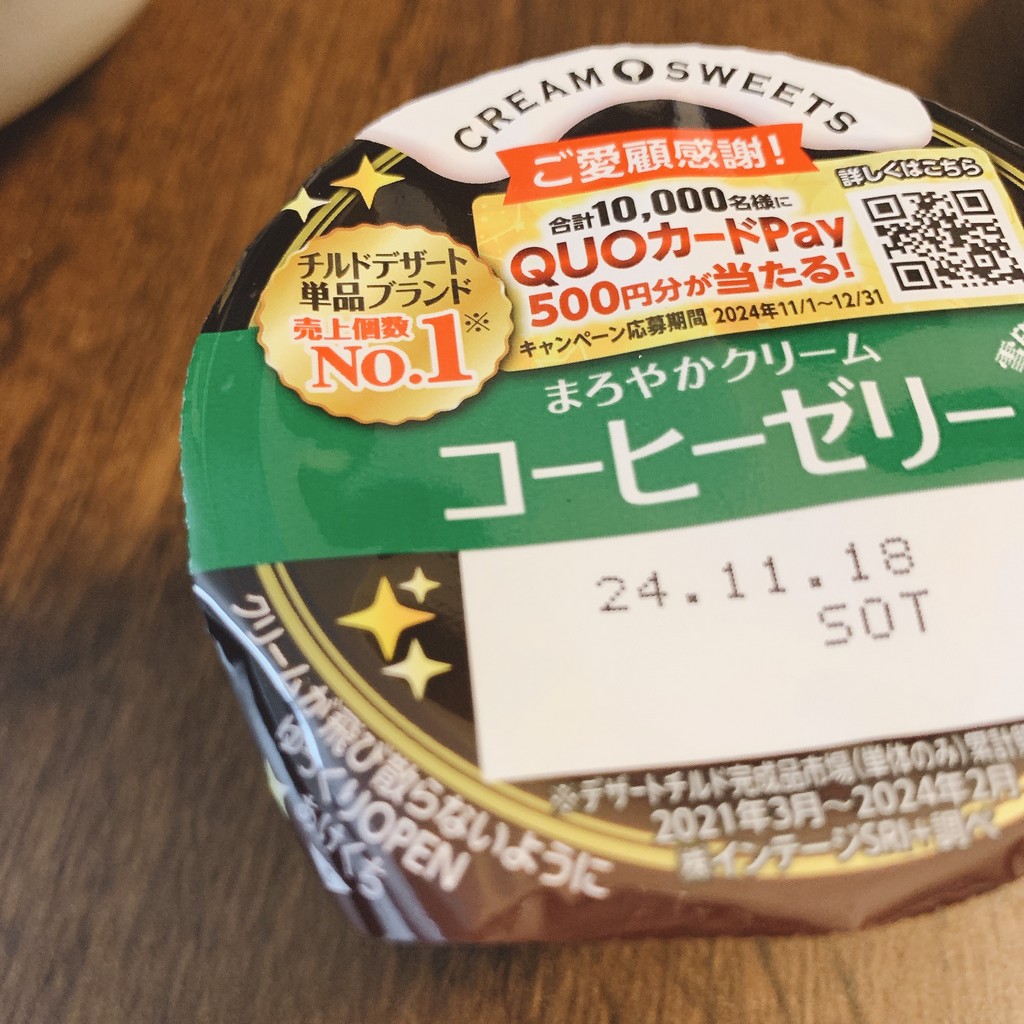 CREAM SWEETS
ご愛顧感謝!
詳しくはこちら
合計10,000名様に
QUOカードPay
500円分が当たる!
キャンペーン応募期間 2024年11/1~12/31
チルドデザート
単品ブランド
売上個数
No.1※
まろやかクリーム
コーヒーゼリー
24.11.18
SOT
クリームが飛び散らないように
ゆっくりOPEN
あけくち
※デザートチルド完成品市場(単体のみ)累計
2021年3月~2024年2月
㈱インテージSRI+調べ